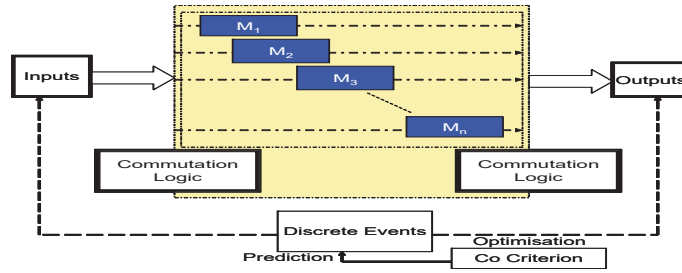 M1
M2
Inputs
M3
Outputs
Mn
Commutation
Logic
Commutation
Logic
Discrete Events
Optimisation
Prediction
Co Criterion